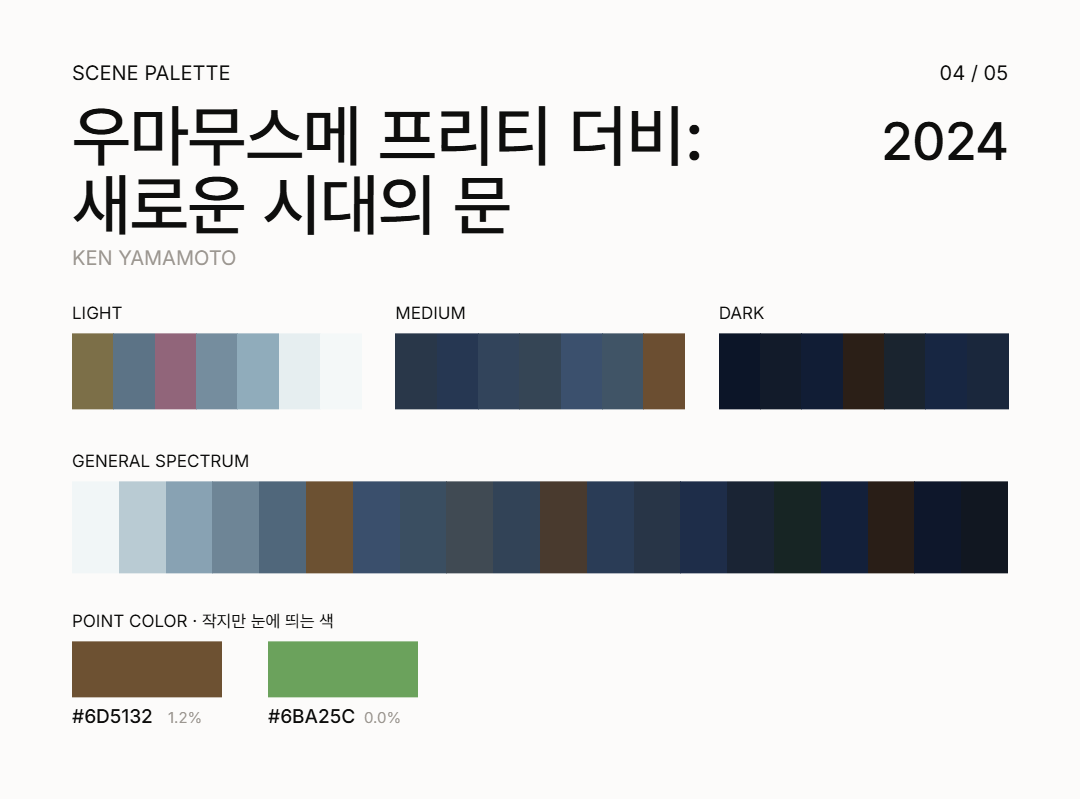 SCENE PALETTE
04 / 05
우마무스메 프리티 더비:
2024
새로운 시대의 문
KEN YAMAMOTO
LIGHT
MEDIUM
DARK
GENERAL SPECTRUM
POINT COLOR · 작지만 눈에 띄는 색
#6D5132 1.2%
#6BA25C 0.0%